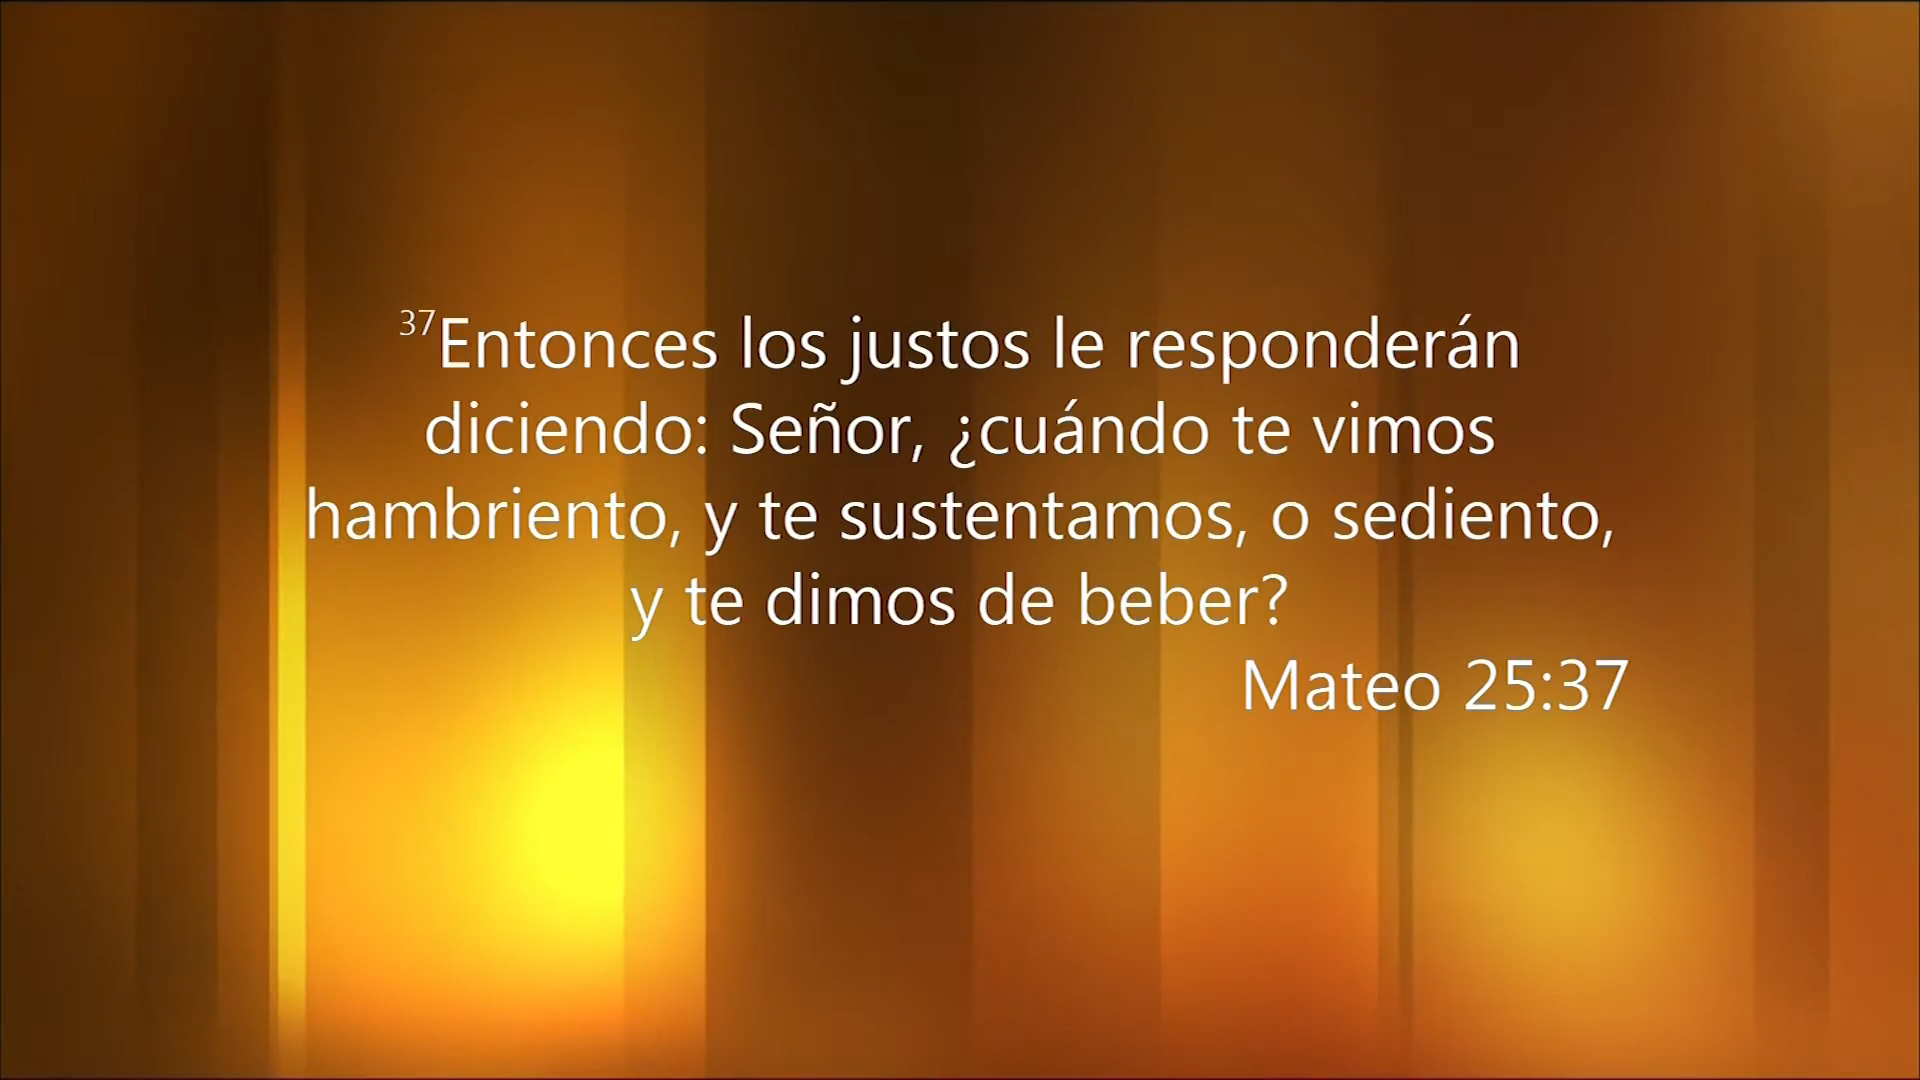 37Entonces los justos le responderán
diciendo: Señor, ¿cuándo te vimos
hambriento, y te sustentamos, o sediento,
y te dimos de beber?
Mateo 25:37